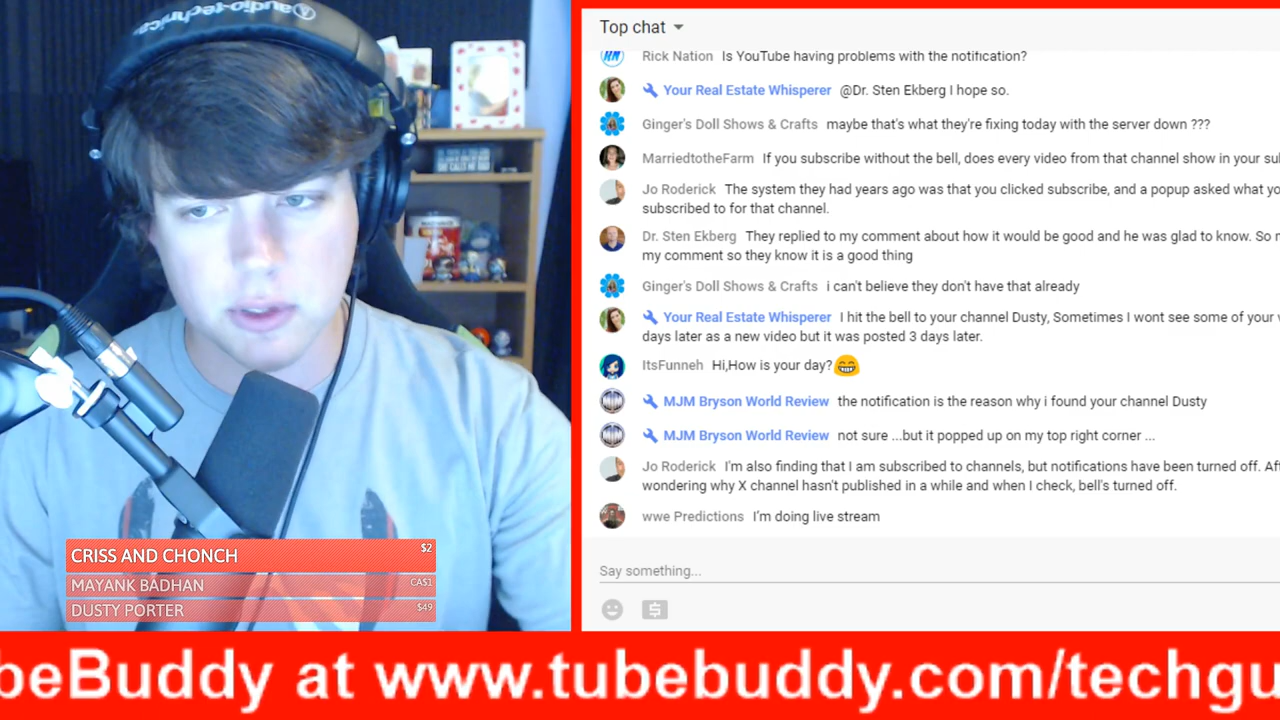 audio-technica
CRISS AND CHONCH $2
MAYANK BADHAN CA$1
DUSTY PORTER $49
Top chat
Rick Nation Is YouTube having problems with the notification?
Your Real Estate Whisperer @Dr. Sten Ekberg I hope so.
Ginger's Doll Shows & Crafts maybe that's what they're fixing today with the server down ???
MarriedtotheFarm If you subscribe without the bell, does every video from that channel show in your su
Jo Roderick The system they had years ago was that you clicked subscribe, and a popup asked what yo
subscribed to for that channel.
Dr. Sten Ekberg They replied to my comment about how it would be good and he was glad to know. So
my comment so they know it is a good thing
Ginger's Doll Shows & Crafts i can't believe they don't have that already
Your Real Estate Whisperer I hit the bell to your channel Dusty, Sometimes I wont see some of your
days later as a new video but it was posted 3 days later.
ItsFunneh Hi,How is your day?😁
MJM Bryson World Review the notification is the reason why i found your channel Dusty
MJM Bryson World Review not sure ...but it popped up on my top right corner ...
Jo Roderick I'm also finding that I am subscribed to channels, but notifications have been turned off. Af
wondering why X channel hasn't published in a while and when I check, bell's turned off.
wwe Predictions I'm doing live stream
Say something...
beBuddy at www.tubebuddy.com/techgu